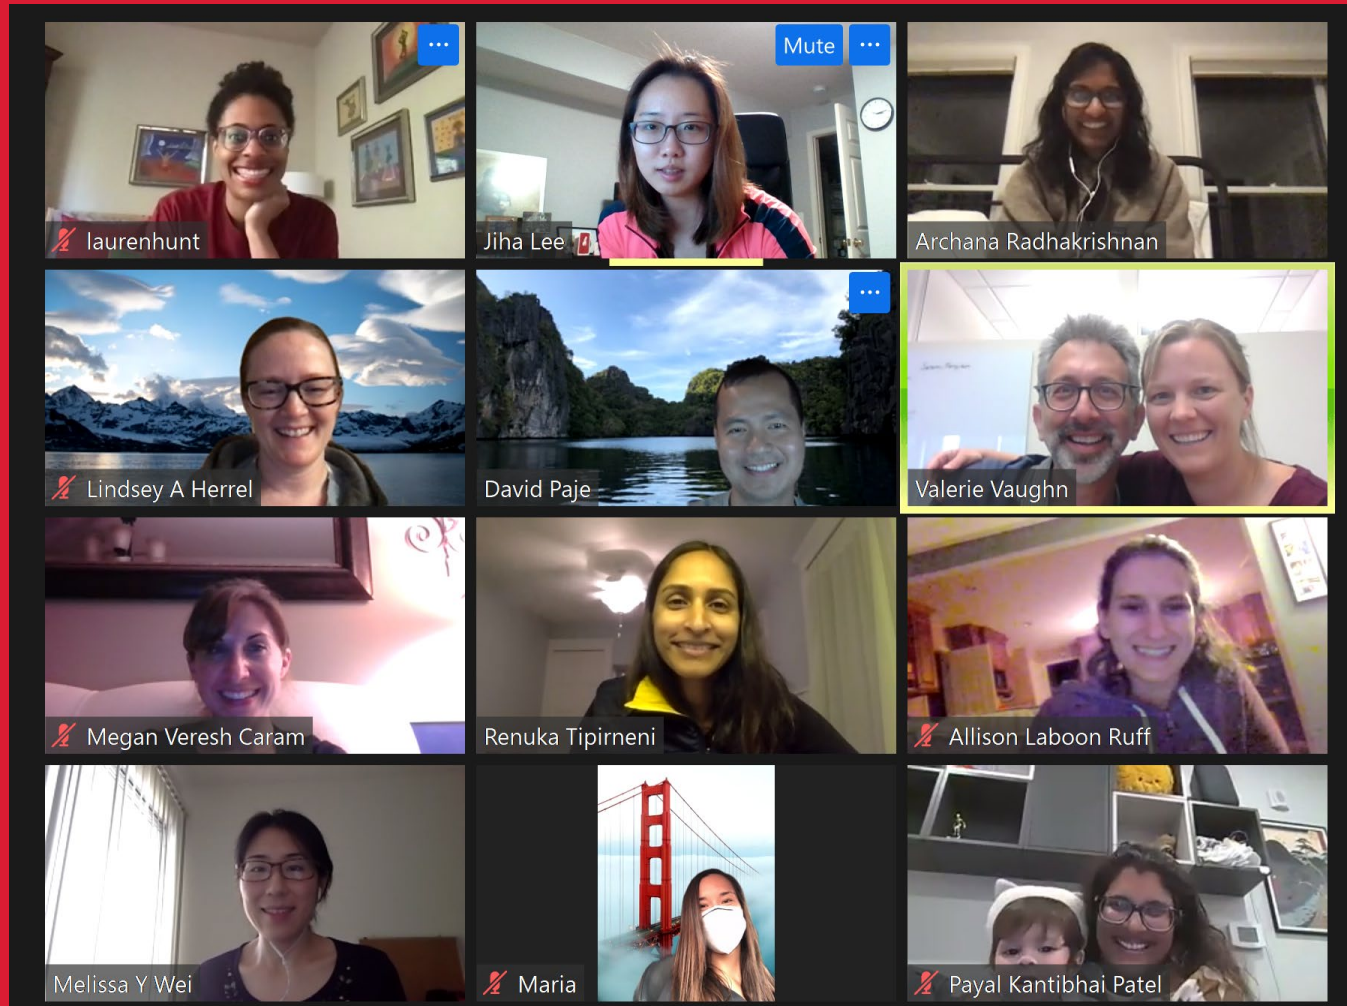 laurenhunt
Mute
Jiha Lee
Archana Radhakrishnan
Lindsey A Herrel
David Paje
Valerie Vaughn
Megan Veresh Caram
Renuka Tipirneni
Allison Laboon Ruff
Melissa Y Wei
Maria
Payal Kantibhai Patel